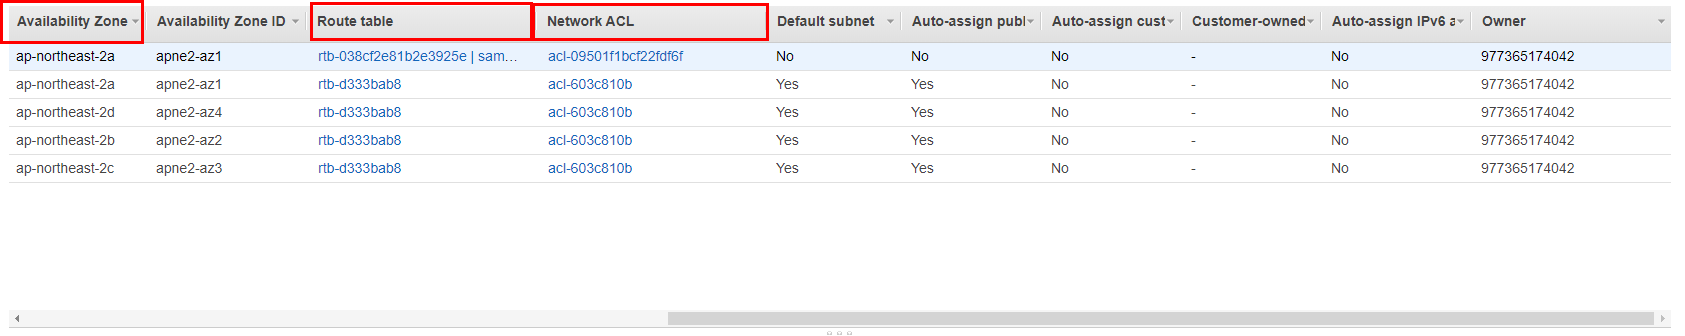 Availability Zone Availability Zone ID Route table Network ACL Default subnet Auto-assign publ Auto-assign cust Customer-owned Auto-assign IPv6 a Owner
ap-northeast-2a apne2-az1 rtb-038cf2e81b2e3925e | sam... acl-09501f1bcf22fdf6f No No No - No 977365174042
ap-northeast-2a apne2-az1 rtb-d333bab8 acl-603c810b Yes Yes No - No 977365174042
ap-northeast-2d apne2-az4 rtb-d333bab8 acl-603c810b Yes Yes No - No 977365174042
ap-northeast-2b apne2-az2 rtb-d333bab8 acl-603c810b Yes Yes No - No 977365174042
ap-northeast-2c apne2-az3 rtb-d333bab8 acl-603c810b Yes Yes No - No 977365174042